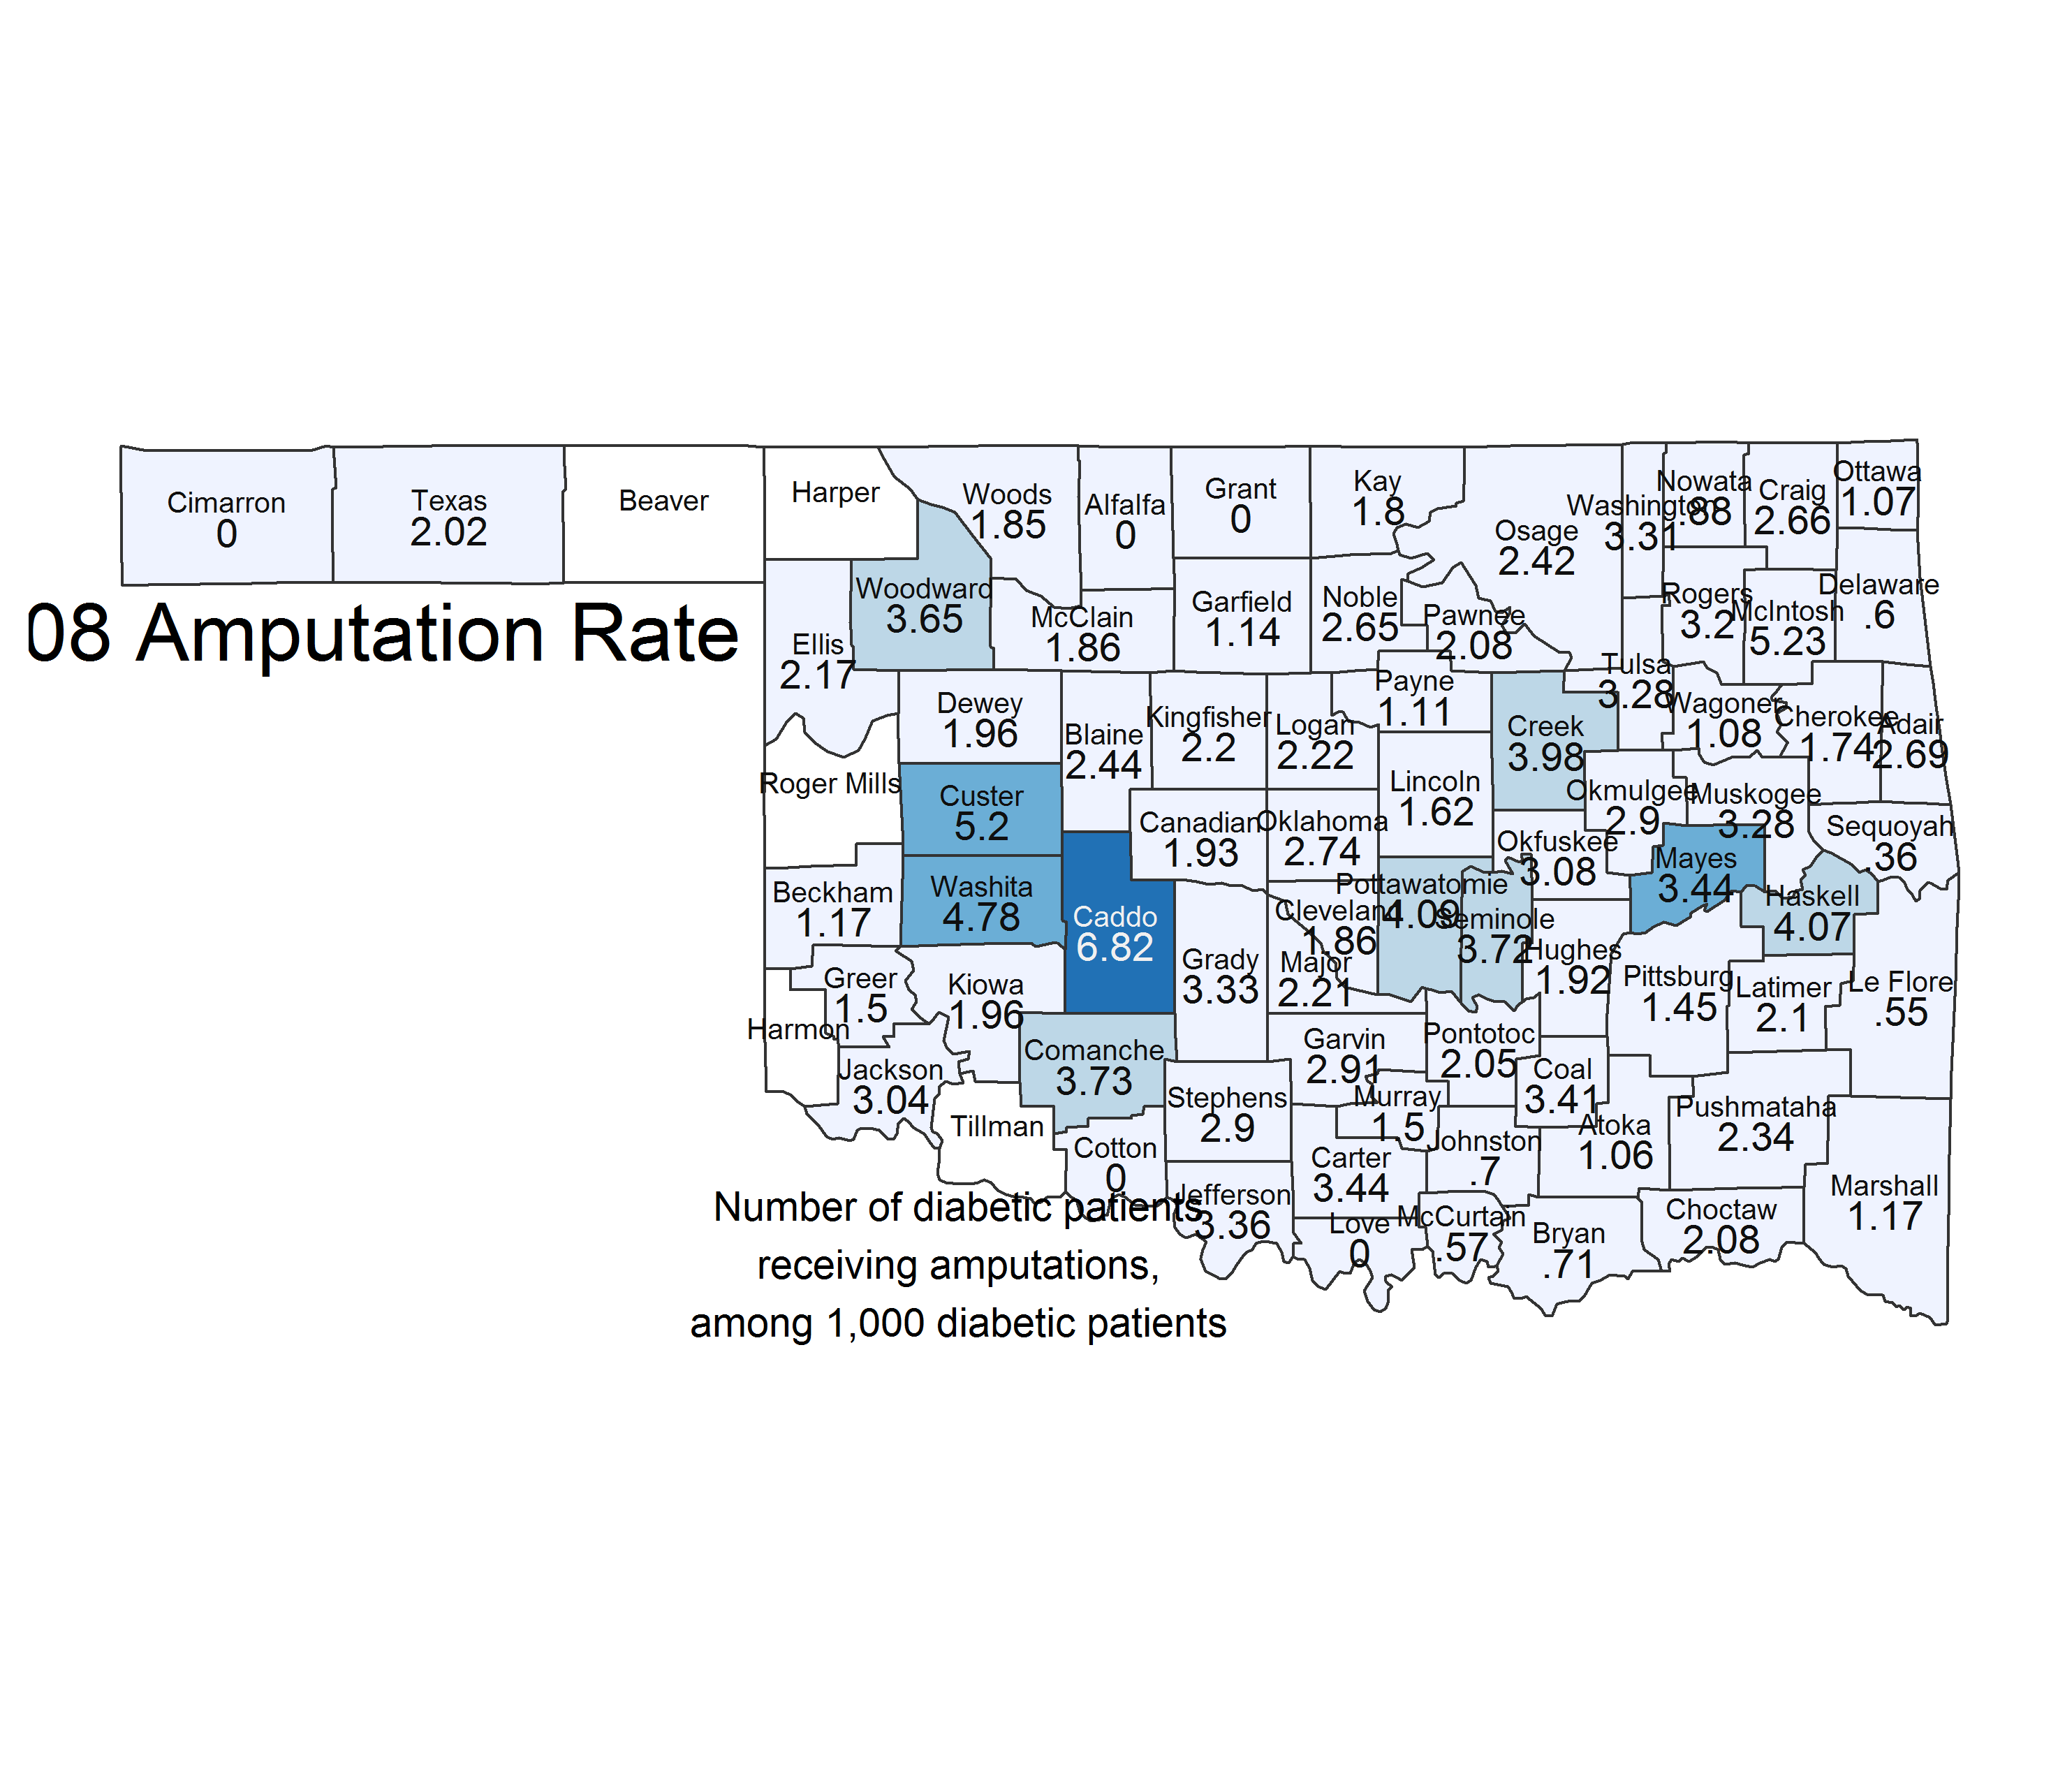 Cimarron
0
Texas
2.02
Beaver
Harper
Woods
1.85
Alfalfa
0
Grant
0
Kay
1.8
Osage
2.42
Washington
3.31
Nowata
.88
Craig
2.66
Ottawa
1.07
08 Amputation Rate
Ellis
2.17
Woodward
3.65
McClain
1.86
Garfield
1.14
Noble
2.65
Pawnee
2.08
Rogers
3.2
McIntosh
5.23
Delaware
.6
Dewey
1.96
Blaine
2.44
Kingfisher
2.2
Logan
2.22
Payne
1.11
Creek
3.98
Tulsa
3.28
Wagoner
1.08
Cherokee
1.74
Adair
2.69
Roger Mills
Custer
5.2
Canadian
1.93
Oklahoma
2.74
Lincoln
1.62
Okfuskee
3.08
Okmulgee
2.9
Muskogee
3.28
Sequoyah
.36
Beckham
1.17
Washita
4.78
Caddo
6.82
Grady
3.33
Cleveland
1.86
Major
2.21
Pottawatomie
4.09
Seminole
3.72
Hughes
1.92
Mayes
3.44
Haskell
4.07
Pittsburg
1.45
Latimer
2.1
Le Flore
.55
Greer
1.5
Harmon
Kiowa
1.96
Jackson
3.04
Comanche
3.73
Tillman
Cotton
0
Stephens
2.9
Garvin
2.91
Murray
1.5
Pontotoc
2.05
Coal
3.41
Johnston
.7
Atoka
1.06
Pushmataha
2.34
Carter
3.44
Jefferson
3.36
Love
0
McCurtain
.57
Bryan
.71
Choctaw
2.08
Marshall
1.17
Number of diabetic patients
receiving amputations,
among 1,000 diabetic patients